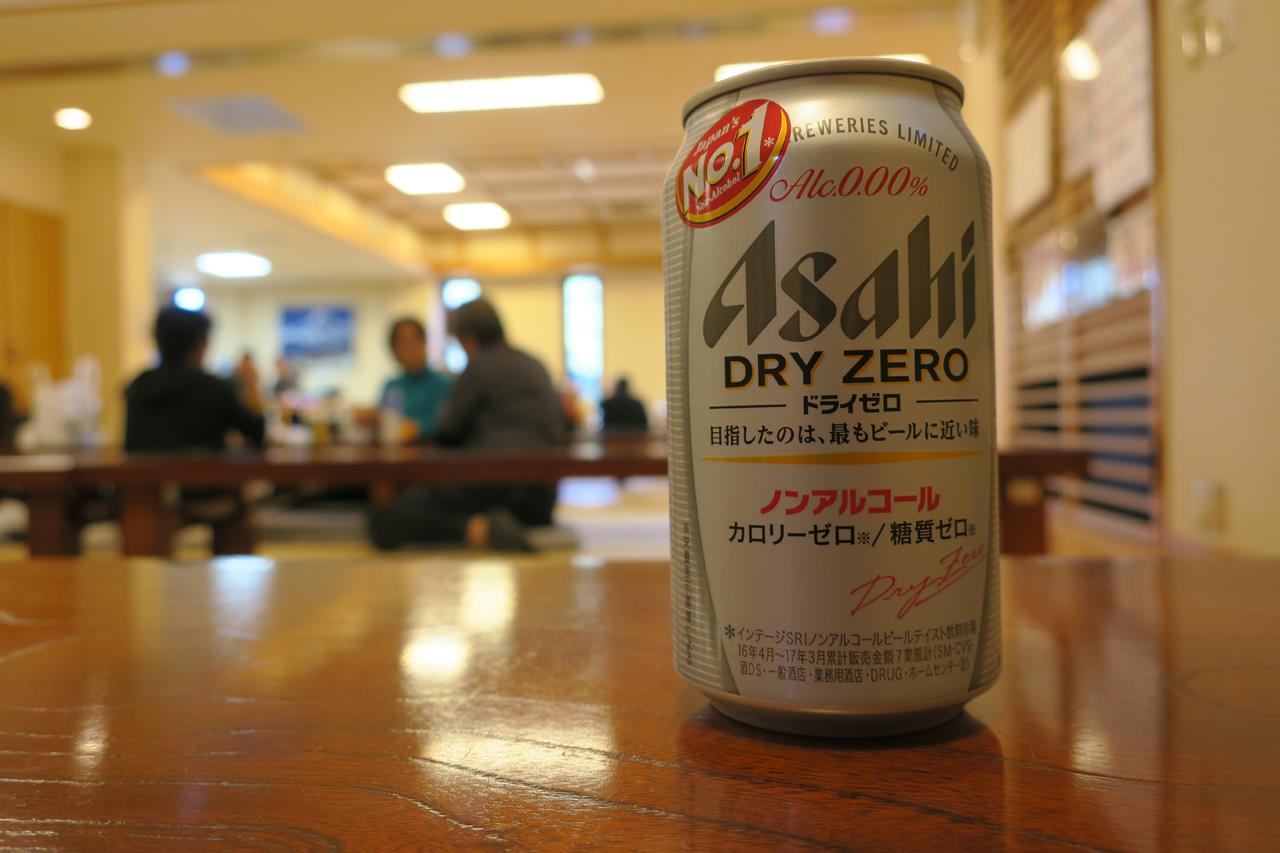 Japan's
NO.1*
Non-Alcohol
REWERIES LIMITED
Alc.0.00%
Asahi
DRY ZERO
ドライゼロ
目指したのは、最もビールに近い味
ノンアルコール
カロリーゼロ※/糖質ゼロ※
Dry Zero
*インテージSRIノンアルコールビールテイスト飲料市場
16年4月〜17年3月累計販売金額7業態計(SM・CVS・
酒DS・一般酒店・業務用酒店・DRUG・ホームセンター計)